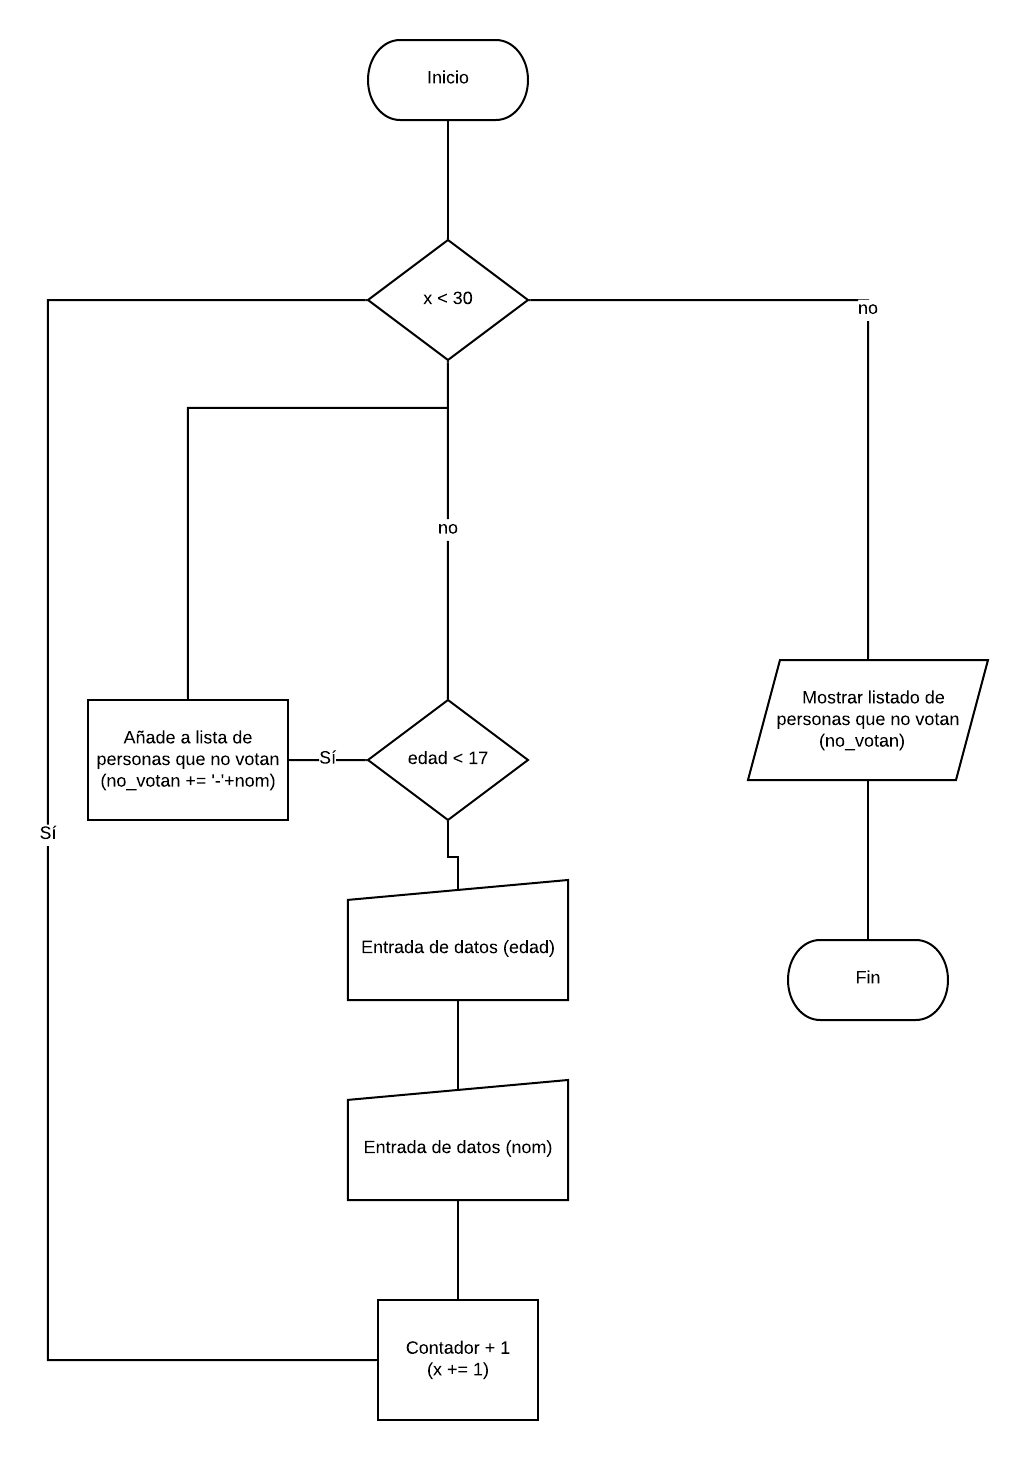 Inicio
x < 30
no
no
Mostrar listado de
personas que no votan
(no_votan)
Añade a lista de
personas que no votan
(no_votan += '-'+nom)
Sí
edad < 17
Sí
Entrada de datos (edad)
Fin
Entrada de datos (nom)
Contador + 1
(x += 1)